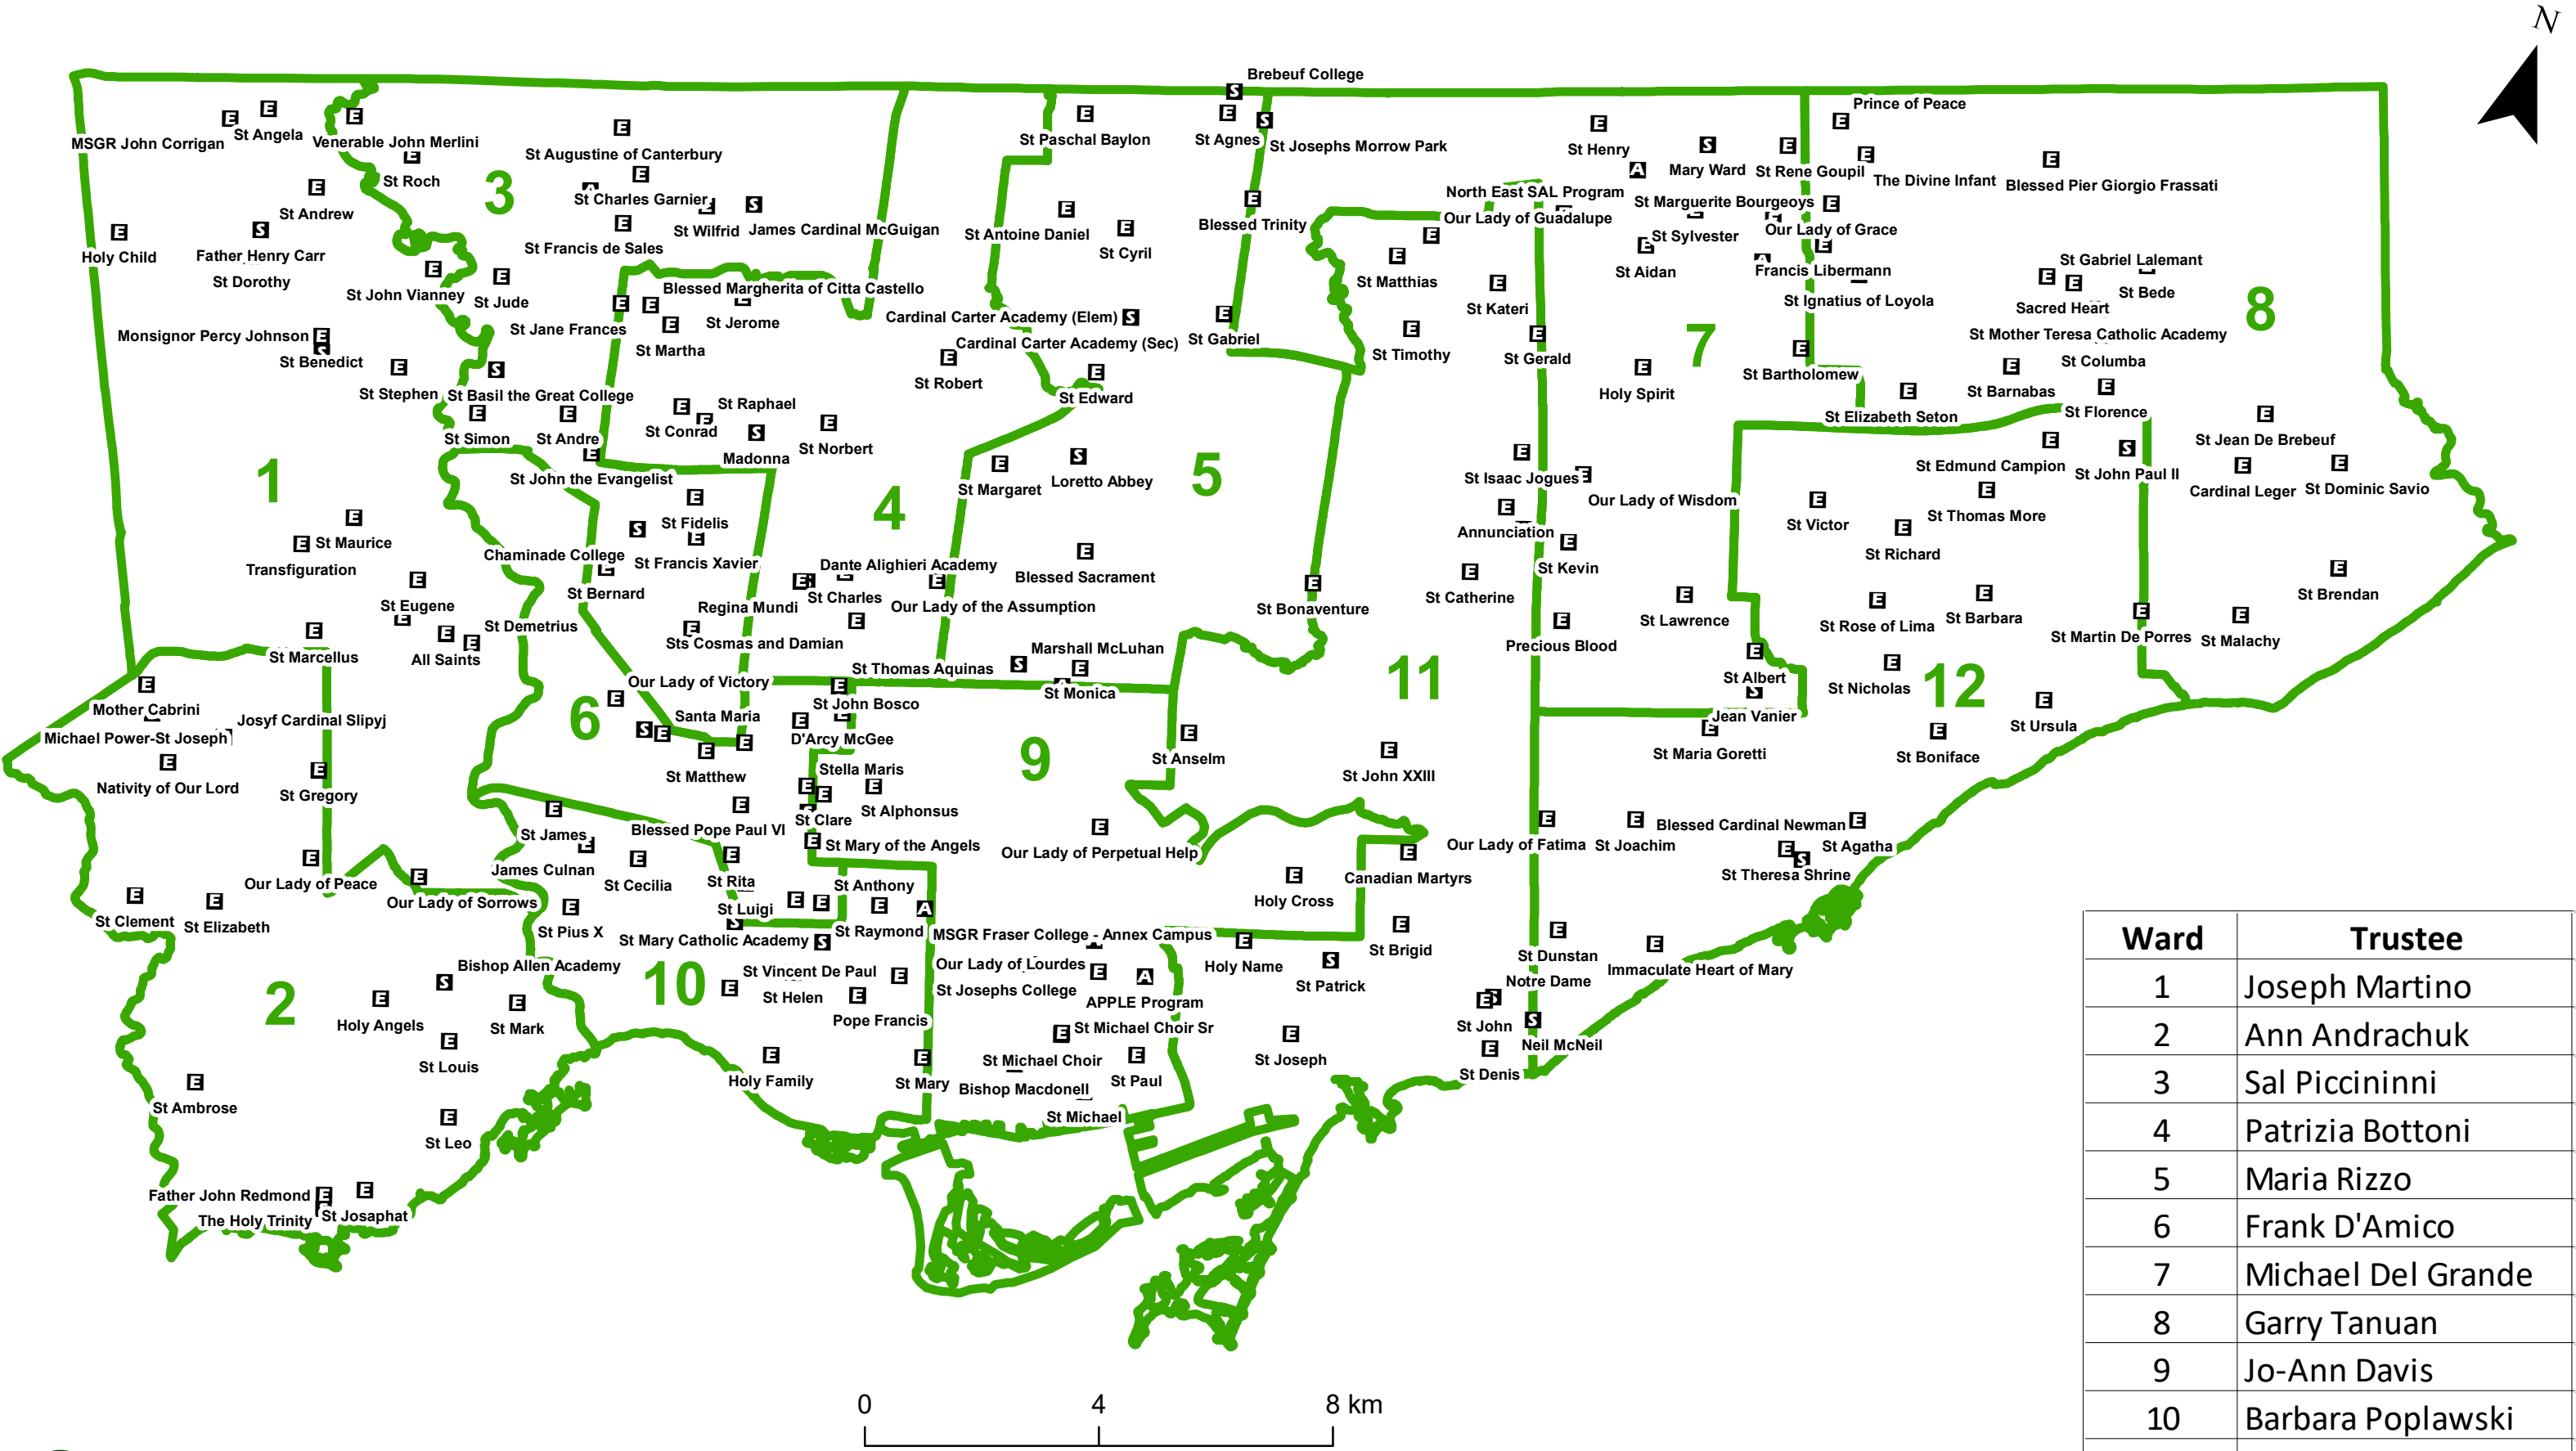 N
Brebeuf College
Prince of Peace
MSGR John Corrigan
St Angela
Venerable John Merlini
St Augustine of Canterbury
St Paschal Baylon
St Agnes
St Josephs Morrow Park
St Henry
Mary Ward
St Rene Goupil
The Divine Infant
Blessed Pier Giorgio Frassati
St Roch
3
St Andrew
St Charles Garnier
North East SAL Program
St Marguerite Bourgeoys
Our Lady of Guadalupe
Holy Child
Father Henry Carr
St Francis de Sales
St Wilfrid
James Cardinal McGuigan
St Antoine Daniel
St Cyril
Blessed Trinity
St Sylvester
Our Lady of Grace
St Dorothy
St Aidan
Francis Libermann
St Gabriel Lalemant
St John Vianney
St Jude
Blessed Margherita of Citta Castello
St Matthias
St Kateri
St Ignatius of Loyola
Sacred Heart
St Bede
8
Monsignor Percy Johnson
St Jane Frances
St Jerome
Cardinal Carter Academy (Elem)
Cardinal Carter Academy (Sec)
St Gabriel
St Timothy
St Gerald
7
St Mother Teresa Catholic Academy
St Benedict
St Martha
St Columba
St Stephen
St Basil the Great College
St Robert
St Edward
Holy Spirit
St Bartholomew
St Barnabas
St Raphael
St Elizabeth Seton
St Florence
St Simon
St Andre
St Conrad
St Norbert
St Jean De Brebeuf
Madonna
1
St John the Evangelist
St Margaret
Loretto Abbey
5
St Isaac Jogues
Our Lady of Wisdom
St Edmund Campion
St John Paul II
Cardinal Leger
St Dominic Savio
4
St Fidelis
Annunciation
St Victor
St Thomas More
St Maurice
Chaminade College
St Francis Xavier
St Richard
Transfiguration
Dante Alighieri Academy
Blessed Sacrament
St Kevin
St Bernard
St Charles
St Catherine
St Brendan
St Eugene
Regina Mundi
Our Lady of the Assumption
St Bonaventure
St Lawrence
St Rose of Lima
St Barbara
St Demetrius
Sts Cosmas and Damian
Precious Blood
St Martin De Porres
St Malachy
St Marcellus
All Saints
Marshall McLuhan
St Thomas Aquinas
11
Our Lady of Victory
St Monica
St Albert
St Nicholas
12
Mother Cabrini
Josyf Cardinal Slipyj
6
Santa Maria
St John Bosco
Jean Vanier
St Ursula
Michael Power-St Joseph
D'Arcy McGee
9
St Anselm
St John XXIII
St Maria Goretti
St Boniface
Nativity of Our Lord
St Gregory
St Matthew
Stella Maris
St Alphonsus
St James
Blessed Pope Paul VI
St Clare
Blessed Cardinal Newman
St Mary of the Angels
Our Lady of Perpetual Help
Our Lady of Fatima
St Joachim
St Agatha
James Culnan
Our Lady of Peace
St Cecilia
St Rita
St Anthony
Canadian Martyrs
St Theresa Shrine
Our Lady of Sorrows
St Luigi
Holy Cross
St Clement
St Elizabeth
St Pius X
St Mary Catholic Academy
St Raymond
MSGR Fraser College - Annex Campus
St Brigid
Bishop Allen Academy
10
St Vincent De Paul
Our Lady of Lourdes
Holy Name
St Dunstan
Immaculate Heart of Mary
2
St Helen
St Josephs College
APPLE Program
St Patrick
Notre Dame
Holy Angels
St Mark
Pope Francis
St Michael Choir Sr
St John
Neil McNeil
St Louis
St Michael Choir
St Joseph
Holy Family
St Mary
Bishop Macdonell
St Paul
St Denis
St Ambrose
St Michael
St Leo
Father John Redmond
The Holy Trinity
St Josaphat
Ward Trustee
1 Joseph Martino
2 Ann Andrachuk
3 Sal Piccininni
4 Patrizia Bottoni
5 Maria Rizzo
6 Frank D'Amico
7 Michael Del Grande
8 Garry Tanuan
9 Jo-Ann Davis
10 Barbara Poplawski
0 4 8 km